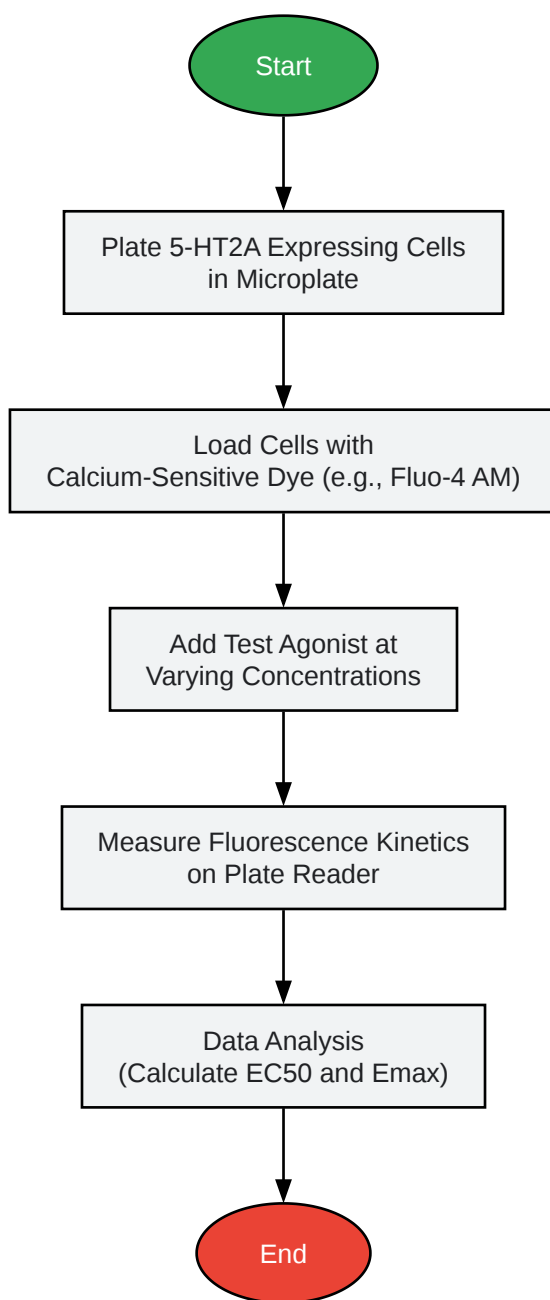 Start
Plate 5-HT2A Expressing Cells
in Microplate
Load Cells with
Calcium-Sensitive Dye (e.g., Fluo-4 AM)
Add Test Agonist at
Varying Concentrations
Measure Fluorescence Kinetics
on Plate Reader
Data Analysis
(Calculate EC50 and Emax)
End